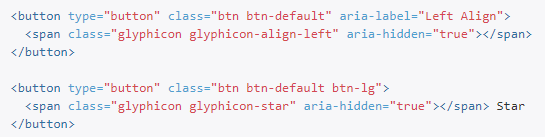 <button type="button" class="btn btn-default" aria-label="Left Align">
  <span class="glyphicon glyphicon-align-left" aria-hidden="true"></span>
</button>

<button type="button" class="btn btn-default btn-lg">
  <span class="glyphicon glyphicon-star" aria-hidden="true"></span> Star
</button>